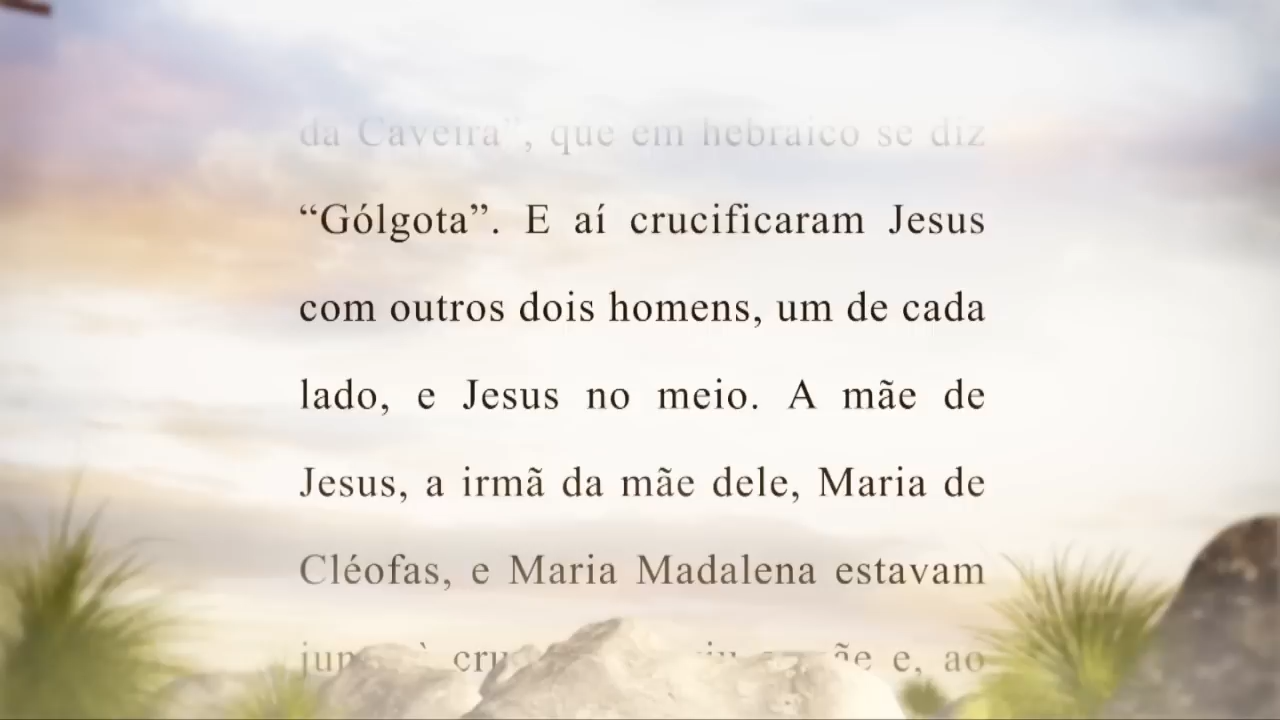 da Caveira”, que em hebraico se diz
“Gólgota”. E aí crucificaram Jesus
com outros dois homens, um de cada
lado, e Jesus no meio. A mãe de
Jesus, a irmã da mãe dele, Maria de
Cléofas, e Maria Madalena estavam
e, ao